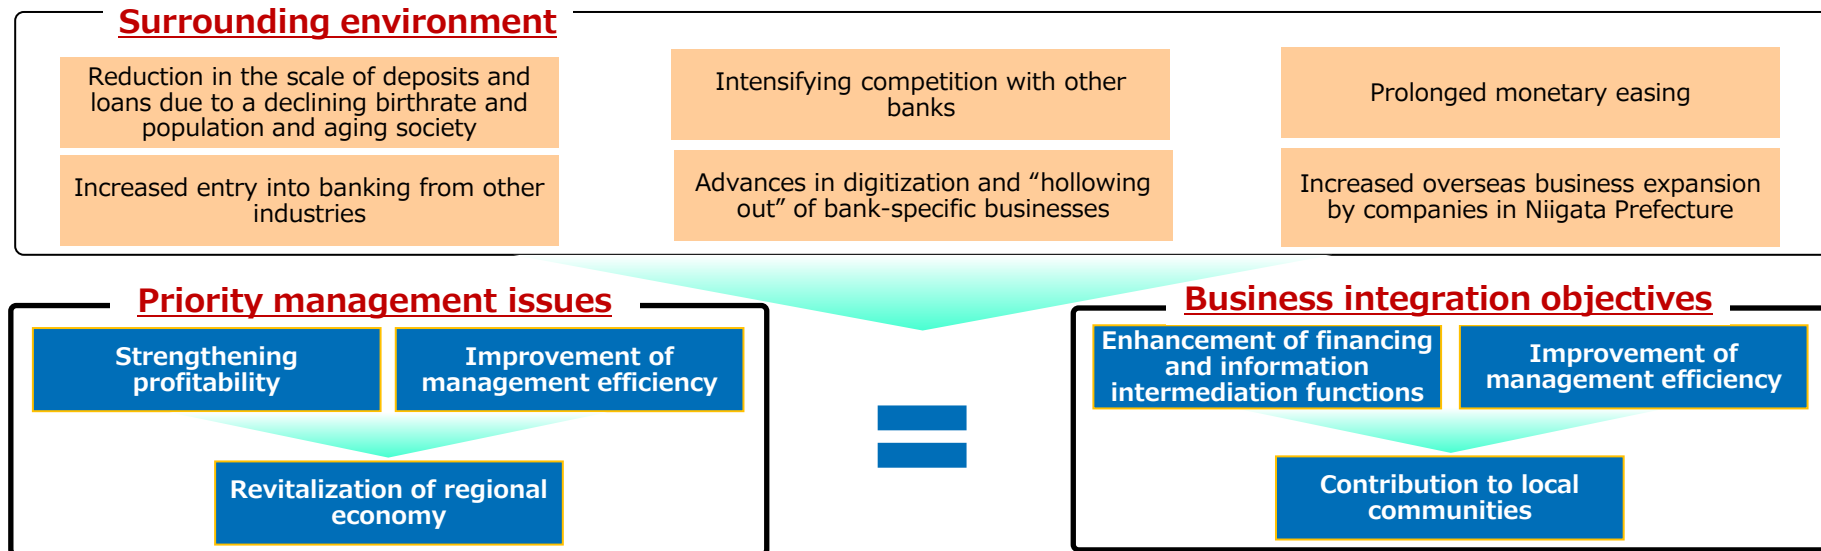 Surrounding environment
Reduction in the scale of deposits and
loans due to a declining birthrate and
population and aging society
Intensifying competition with other
banks
Prolonged monetary easing
Increased entry into banking from other
industries
Advances in digitization and “hollowing
out” of bank-specific businesses
Increased overseas business expansion
by companies in Niigata Prefecture
Priority management issues
Strengthening
profitability
Improvement of
management efficiency
Revitalization of regional
economy
Business integration objectives
Enhancement of financing
and information
intermediation functions
Improvement of
management efficiency
Contribution to local
communities